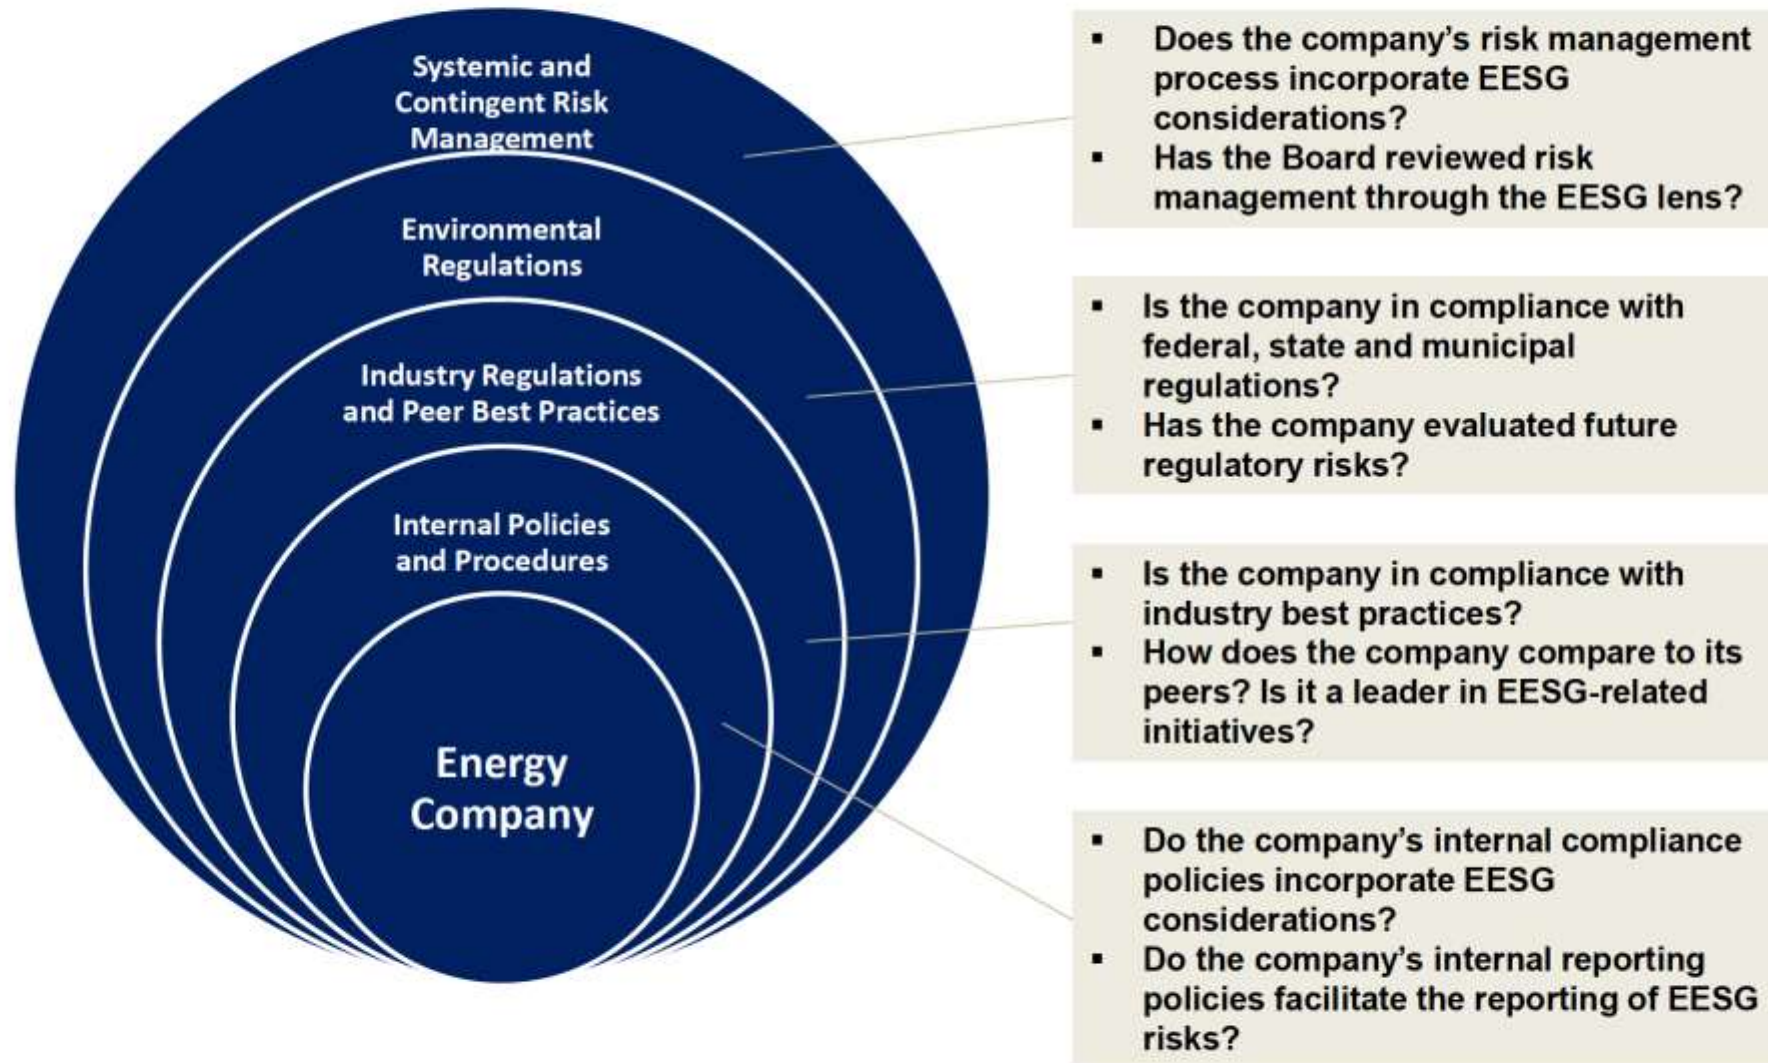 Systemic and
Contingent Risk
Management
Environmental
Regulations
Industry Regulations
and Peer Best Practices
Internal Policies
and Procedures
Energy
Company
▪ Does the company’s risk management
process incorporate EESG
considerations?
▪ Has the Board reviewed risk
management through the EESG lens?
▪ Is the company in compliance with
federal, state and municipal
regulations?
▪ Has the company evaluated future
regulatory risks?
▪ Is the company in compliance with
industry best practices?
▪ How does the company compare to its
peers? Is it a leader in EESG-related
initiatives?
▪ Do the company’s internal compliance
policies incorporate EESG
considerations?
▪ Do the company’s internal reporting
policies facilitate the reporting of EESG
risks?